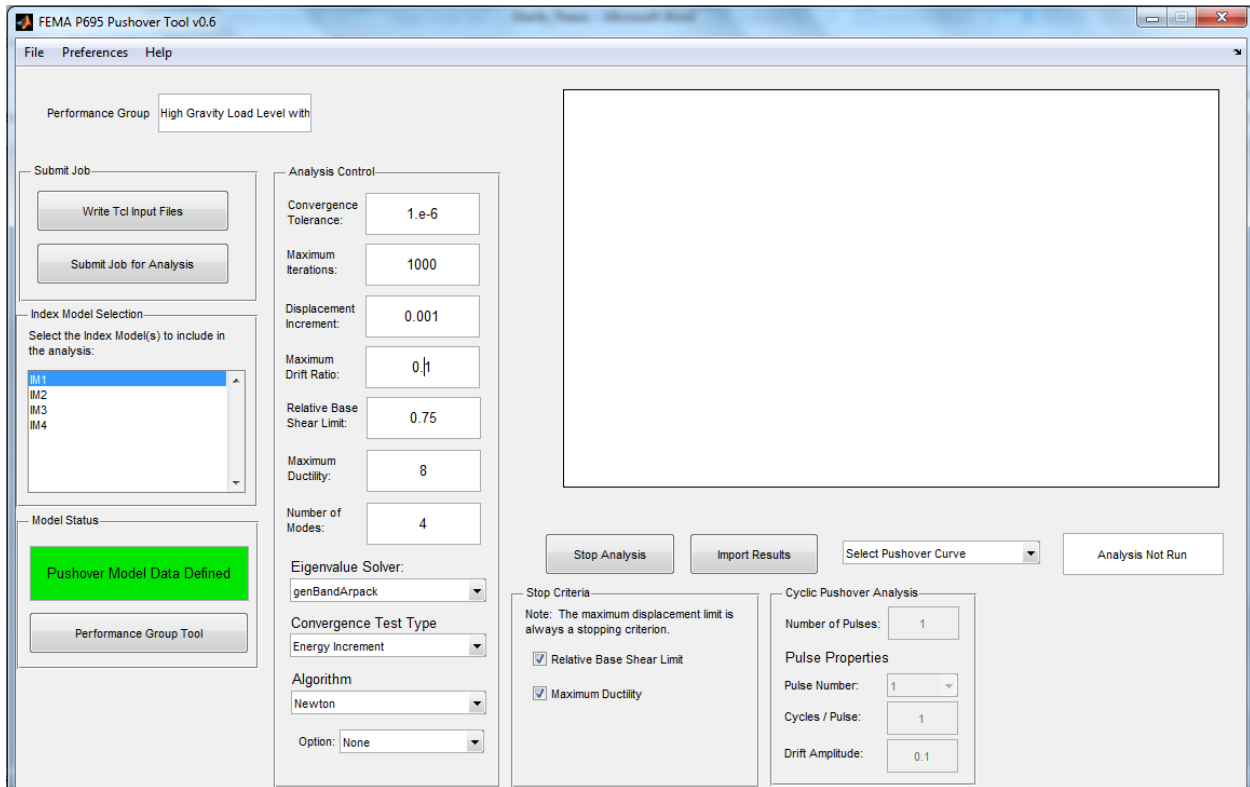 FEMA P695 Pushover Tool v0.6
File Preferences Help
Performance Group High Gravity Load Level with
Submit Job
Write Tcl Input Files
Submit Job for Analysis
Index Model Selection
Select the Index Model(s) to include in
the analysis:
IM1
IM2
IM3
IM4
Model Status
Pushover Model Data Defined
Performance Group Tool
Analysis Control
Convergence
Tolerance:
1.e-6
Maximum
Iterations:
1000
Displacement
Increment:
0.001
Maximum
Drift Ratio:
0.1
Relative Base
Shear Limit:
0.75
Maximum
Ductility:
8
Number of
Modes:
4
Eigenvalue Solver:
genBandArpack
Convergence Test Type
Energy Increment
Algorithm
Newton
Option: None
Stop Analysis
Import Results
Select Pushover Curve
Analysis Not Run
Stop Criteria
Note: The maximum displacement limit is
always a stopping criterion.
Relative Base Shear Limit
Maximum Ductility
Cyclic Pushover Analysis
Number of Pulses: 1
Pulse Properties
Pulse Number: 1
Cycles / Pulse: 1
Drift Amplitude: 0.1